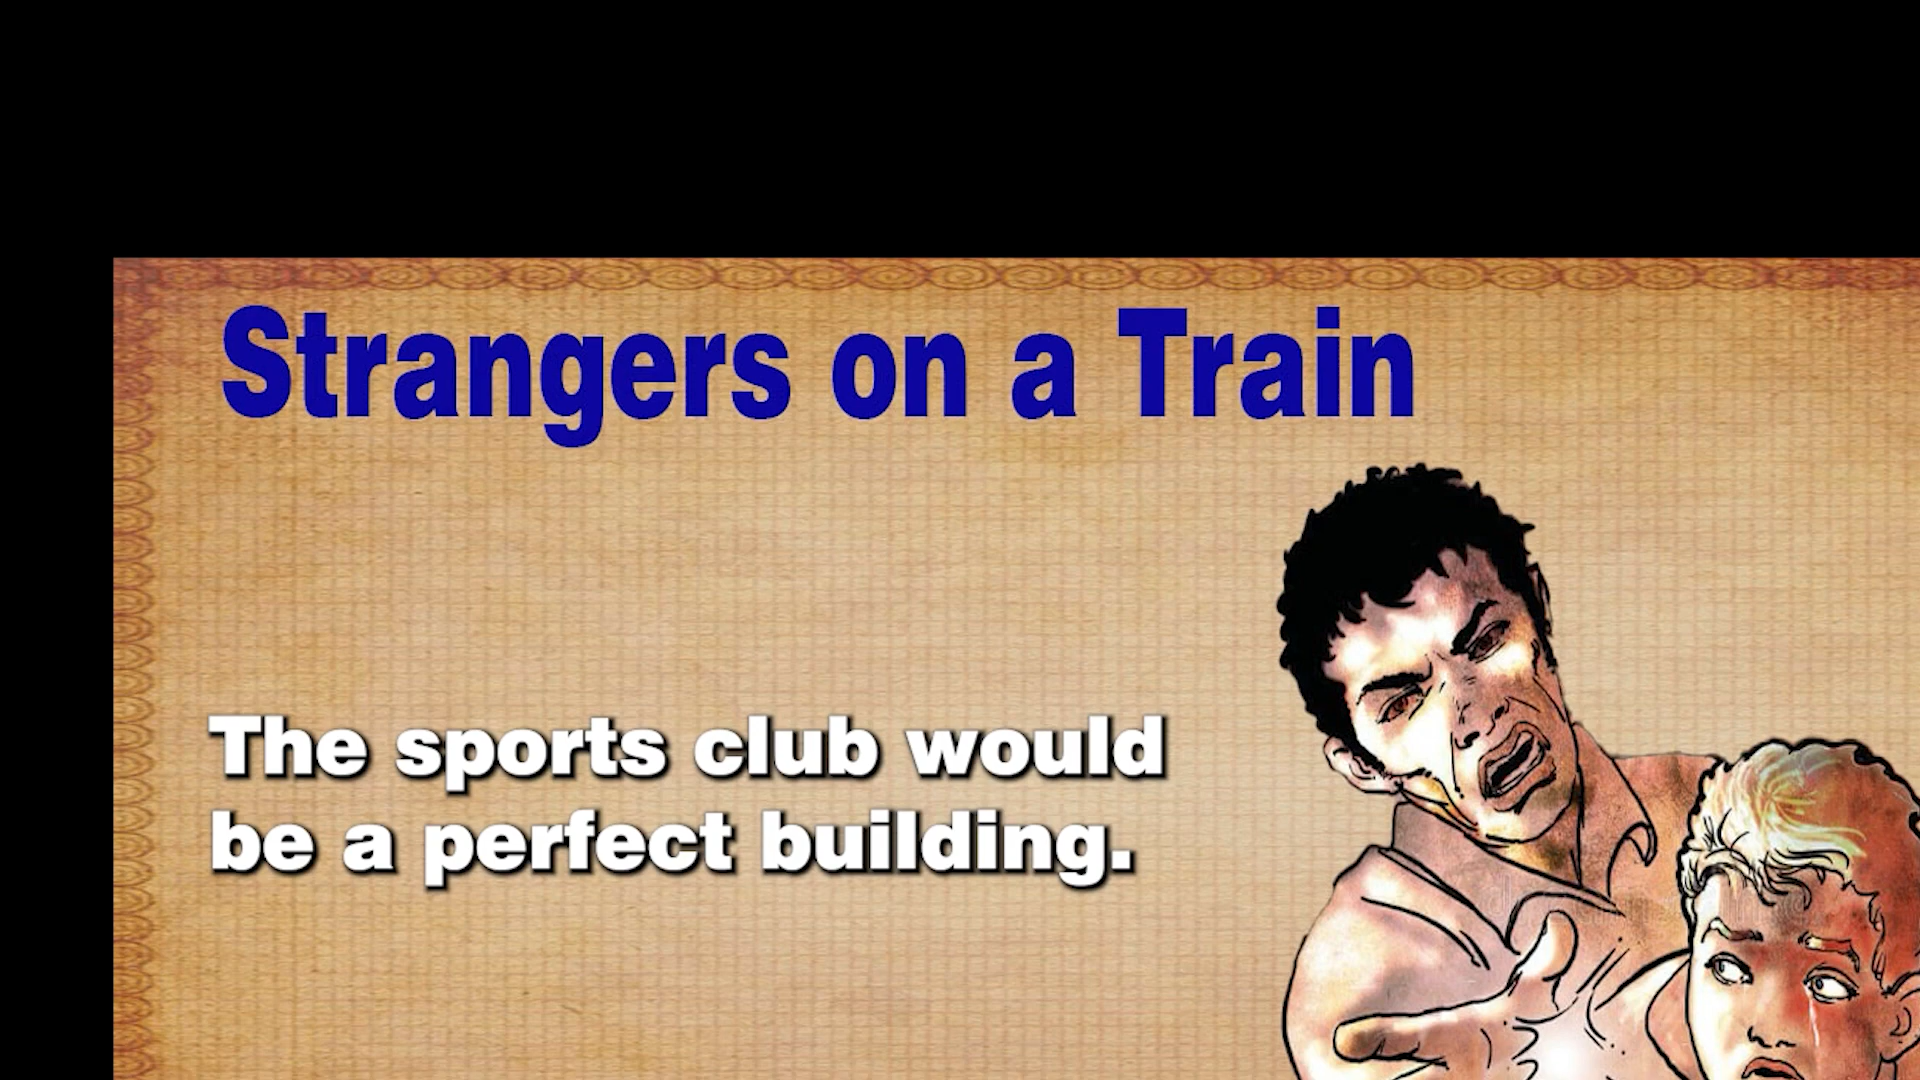 Strangers on a Train
The sports club would
be a perfect building.